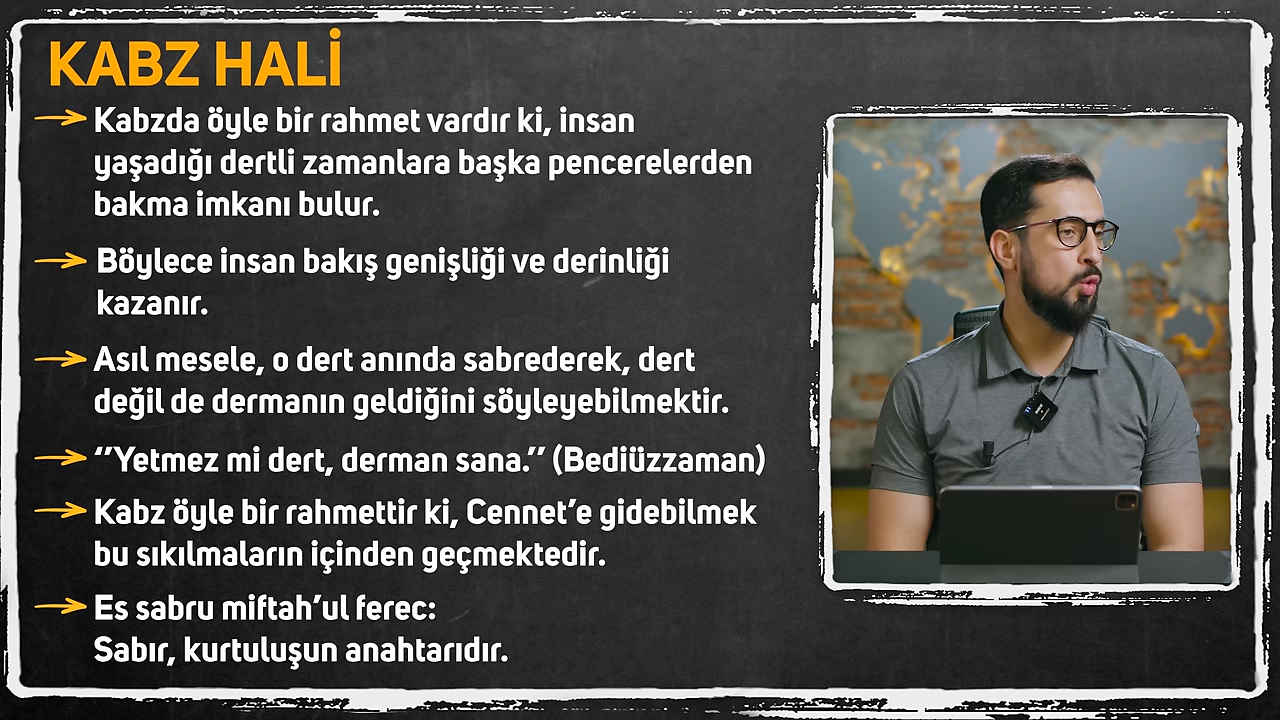 KABZ HALİ
Kabzda öyle bir rahmet vardır ki, insan
yaşadığı dertli zamanlara başka pencerelerden
bakma imkanı bulur.
Böylece insan bakış genişliği ve derinliği
kazanır.
Asıl mesele, o dert anında sabrederek, dert
değil de dermanın geldiğini söyleyebilmektir.
‘’Yetmez mi dert, derman sana.’’ (Bediüzzaman)
Kabz öyle bir rahmettir ki, Cennet’e gidebilmek
bu sıkılmaların içinden geçmektedir.
Es sabru miftah’ul ferec:
Sabır, kurtuluşun anahtarıdır.